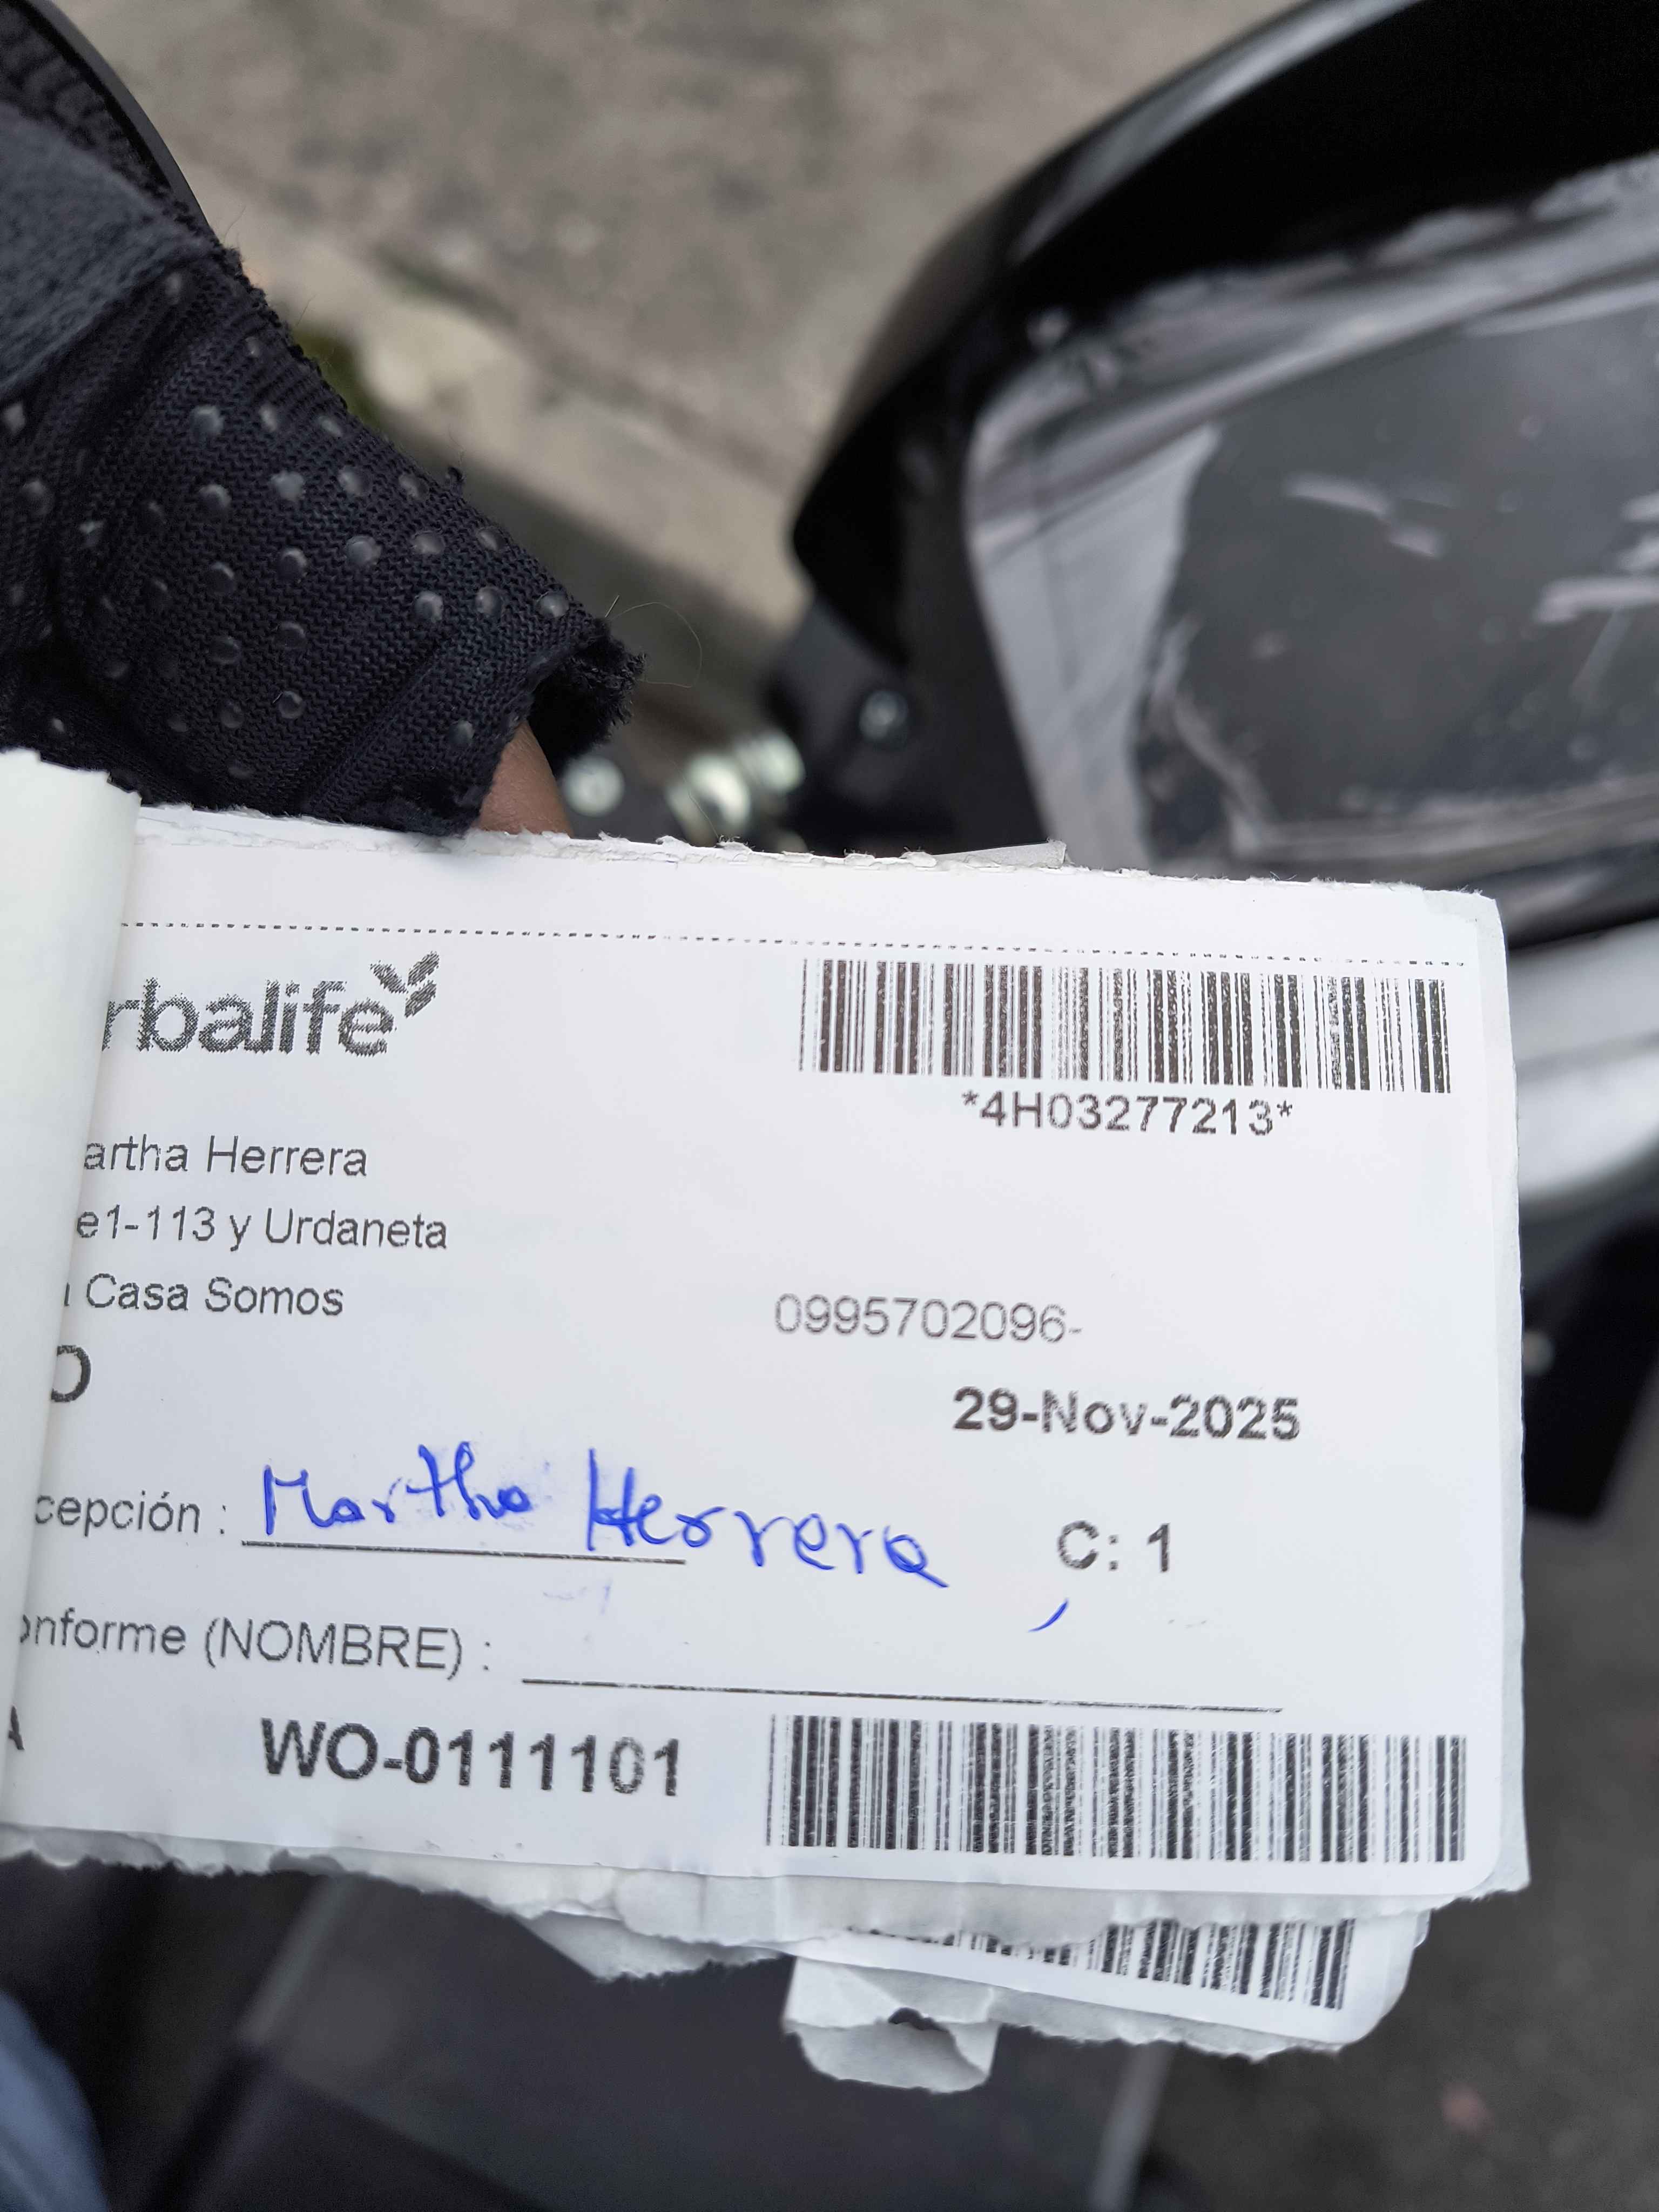 rbalife
*4H03277213*
artha Herrera
e1-113 y Urdaneta
Casa Somos
0995702096-
O
29-Nov-2025
cepción : Martha Herrera
C: 1
onforme (NOMBRE) :
A WO-0111101